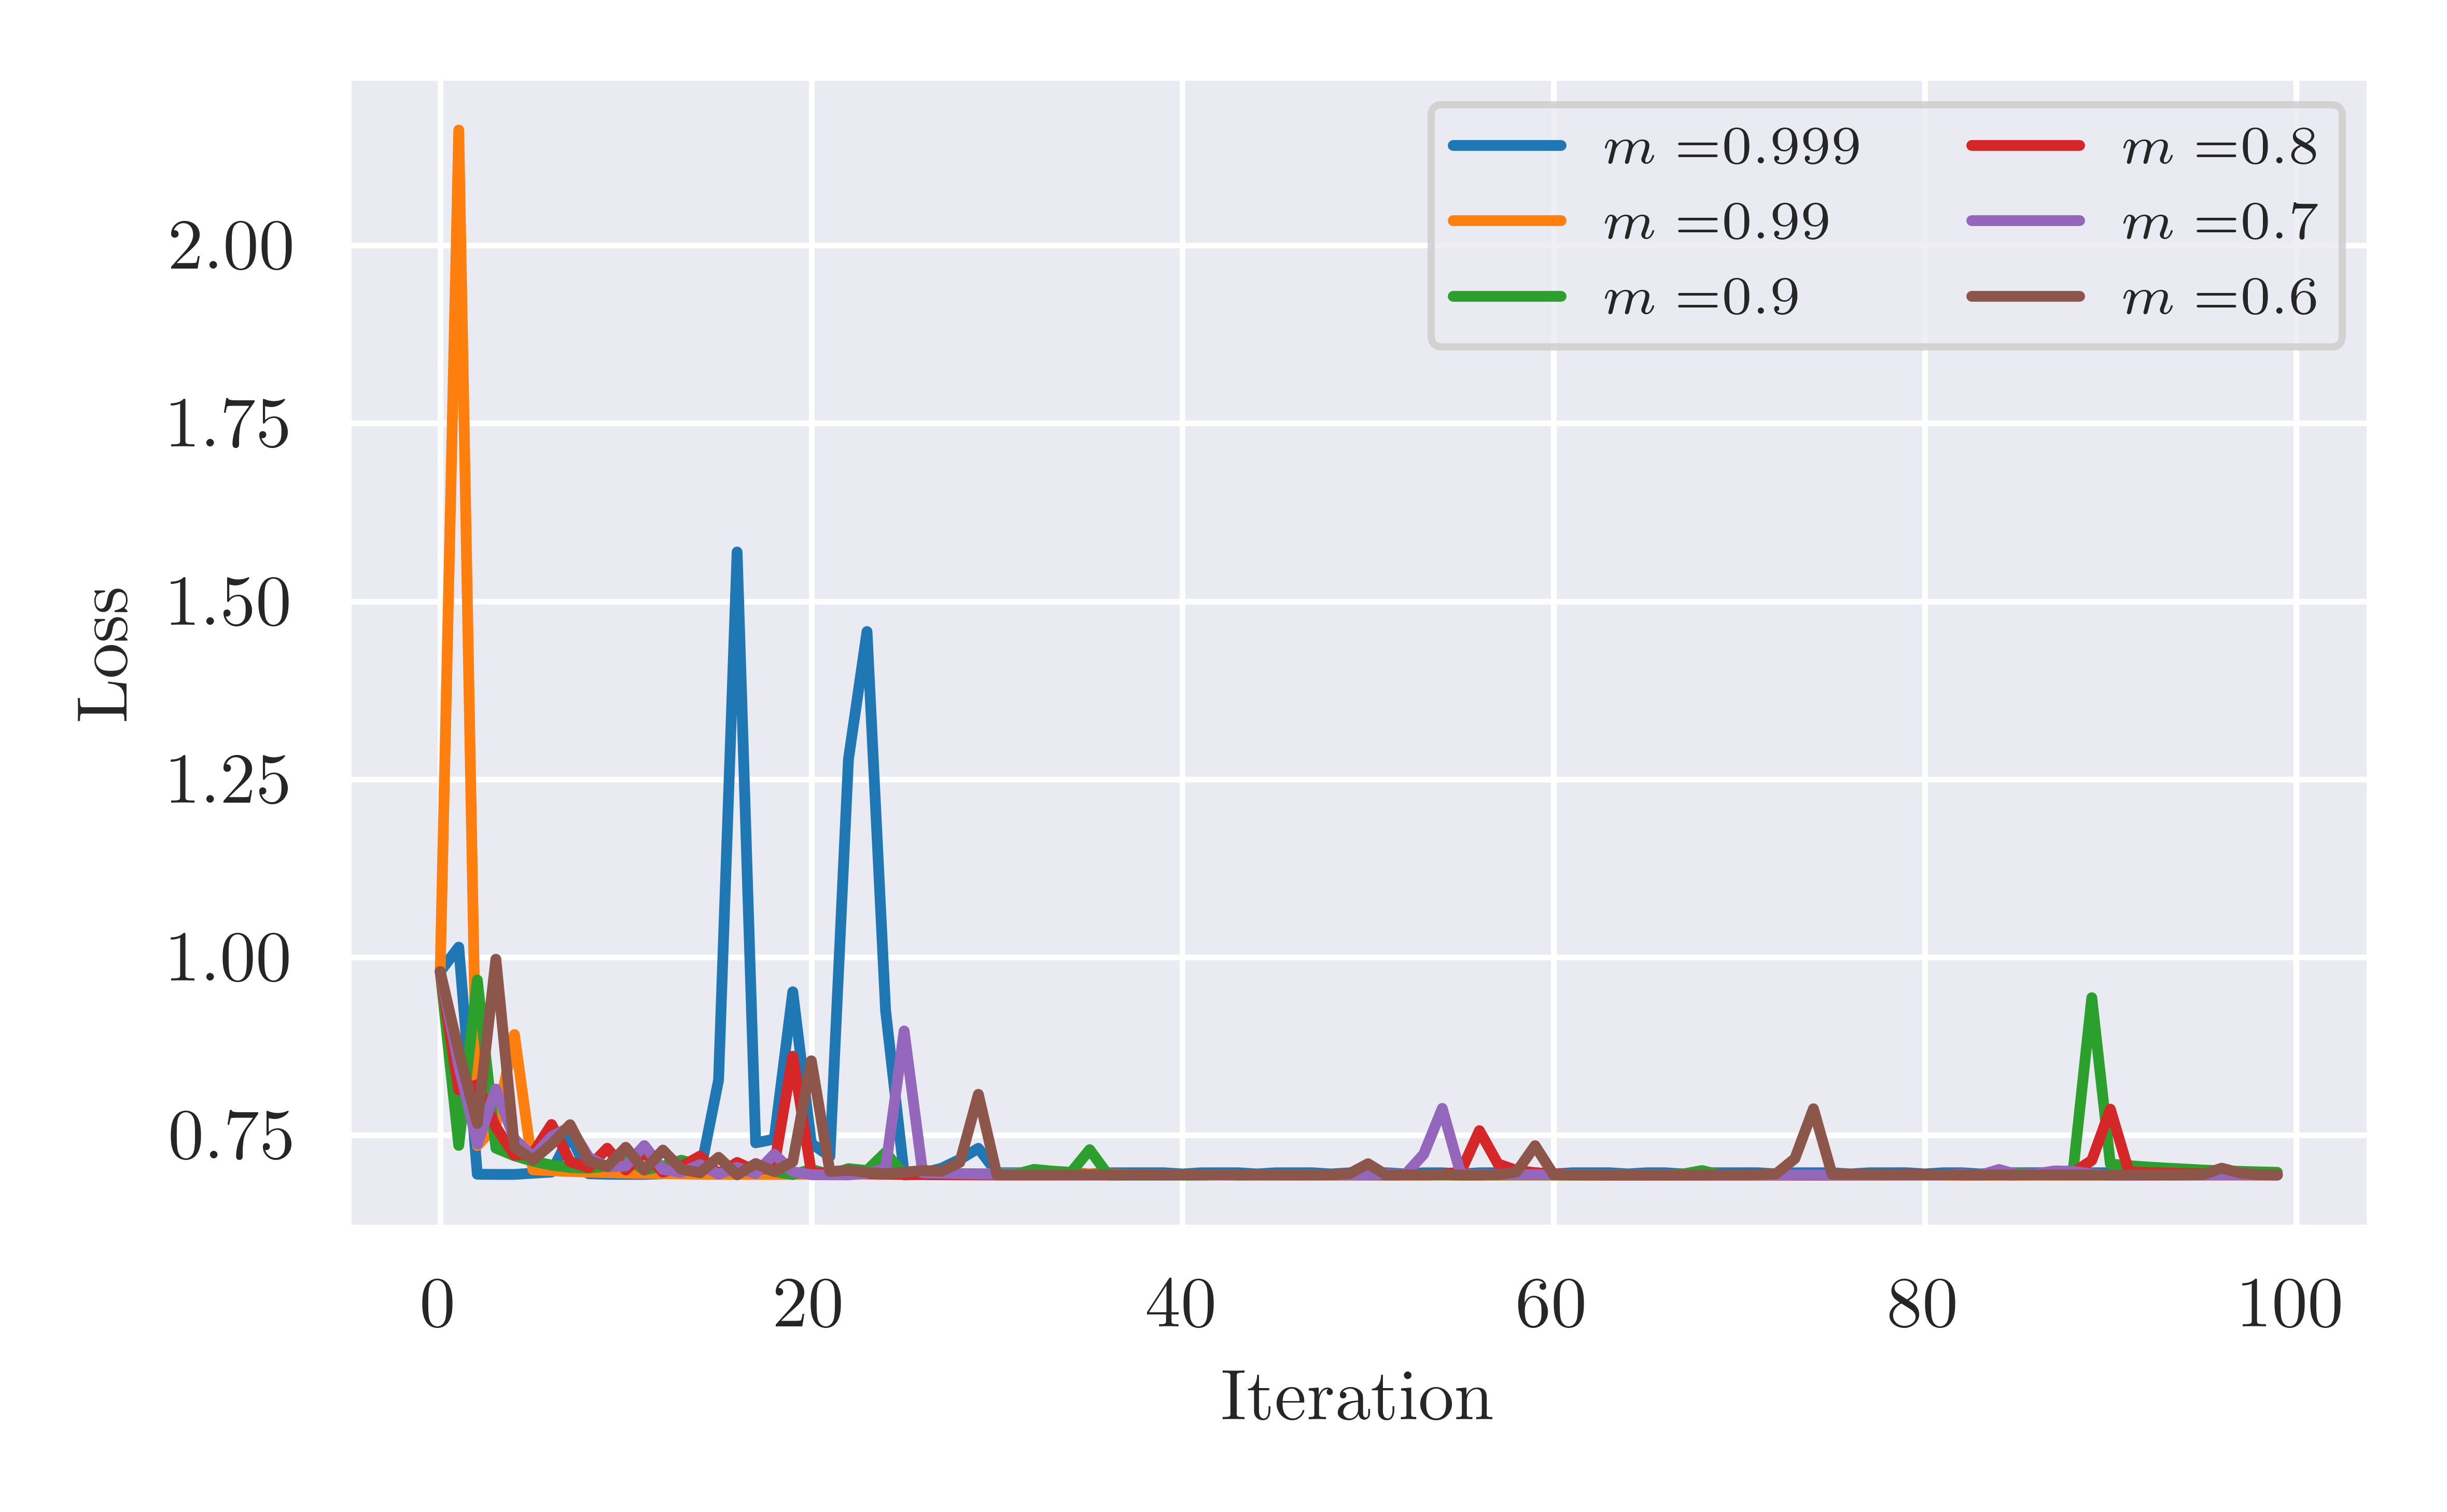 m =0.999
m =0.99
m =0.9
m =0.8
m =0.7
m =0.6
2.00
1.75
1.50
1.25
1.00
0.75
Loss
0 20 40 60 80 100
Iteration